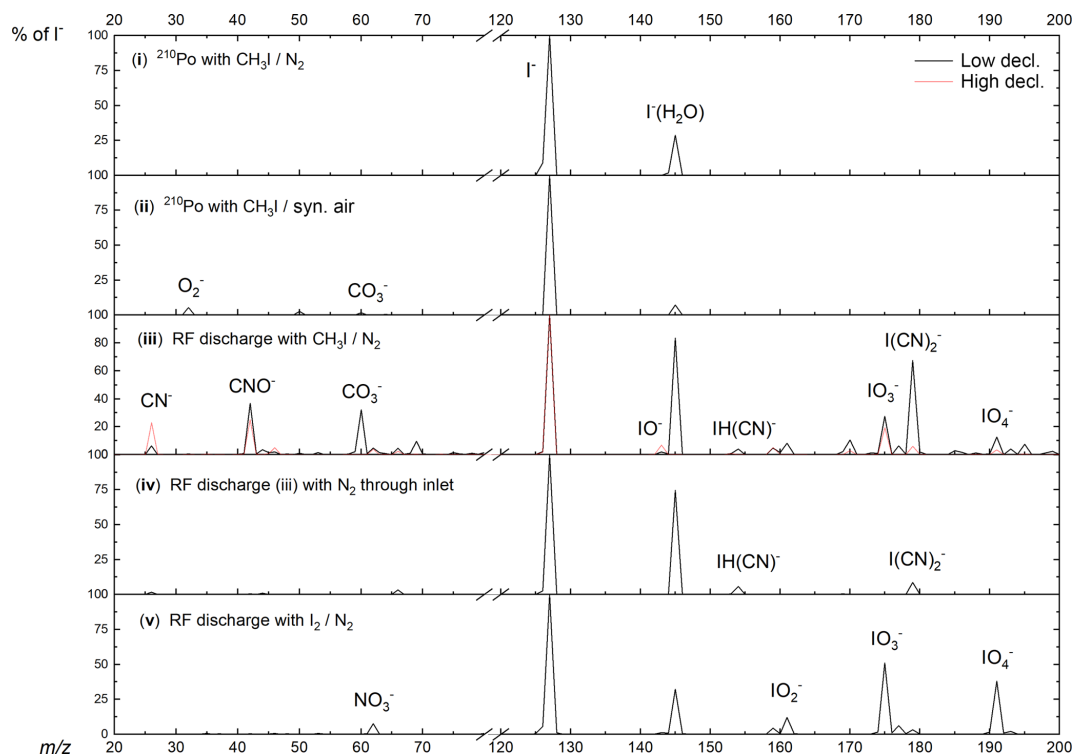 20 30 40 50 60 70 120 130 140 150 160 170 180 190 200
% of I⁻
100
(i) ²¹⁰Po with CH₃I / N₂
Low decl.
High decl.
75
I⁻
50
I⁻(H₂O)
25
100
(ii) ²¹⁰Po with CH₃I / syn. air
75
50
O₂⁻
CO₃⁻
25
100
(iii) RF discharge with CH₃I / N₂
80
I(CN)₂⁻
60
CNO⁻
CO₃⁻
IO₃⁻
40
CN⁻
IO⁻
IH(CN)⁻
IO₄⁻
20
100
(iv) RF discharge (iii) with N₂ through inlet
75
50
IH(CN)⁻
I(CN)₂⁻
25
100
(v) RF discharge with I₂ / N₂
75
IO₃⁻
50
IO₄⁻
NO₃⁻
IO₂⁻
25
0
m/z
20 30 40 50 60 70 120 130 140 150 160 170 180 190 200